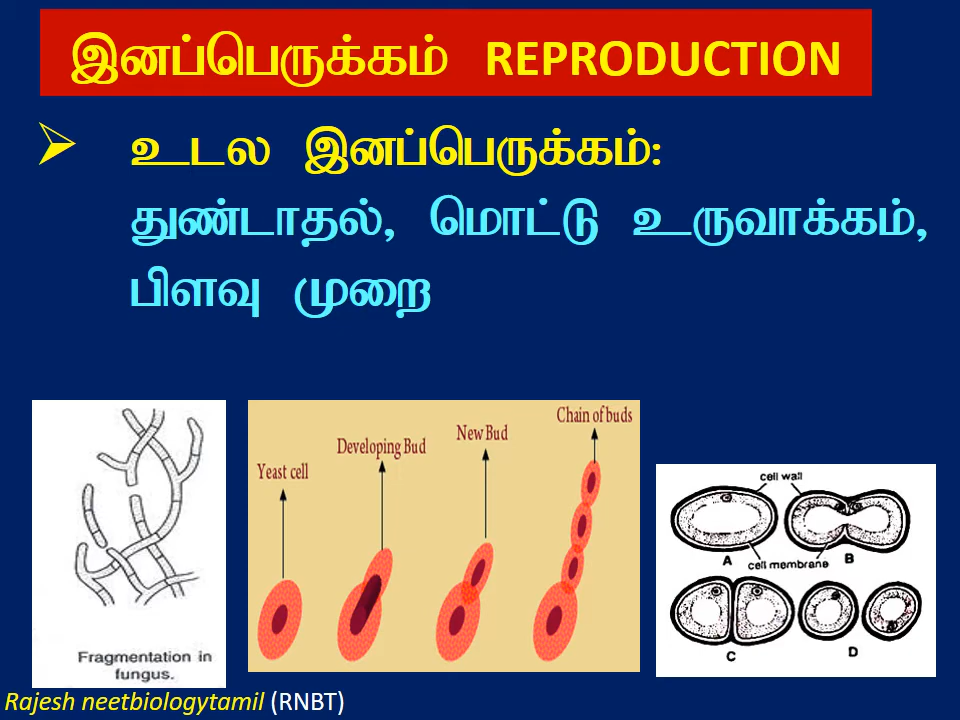 இனப்பெருக்கம் REPRODUCTION
➢ உடல இனப்பெருக்கம்:
துண்டாதல், மொட்டு உருவாக்கம்,
பிளவு முறை
Chain of buds
New Bud
Developing Bud
Yeast cell
cell wall
A
B
cell membrane
C
D
Fragmentation in
fungus.
Rajesh neetbiologytamil (RNBT)